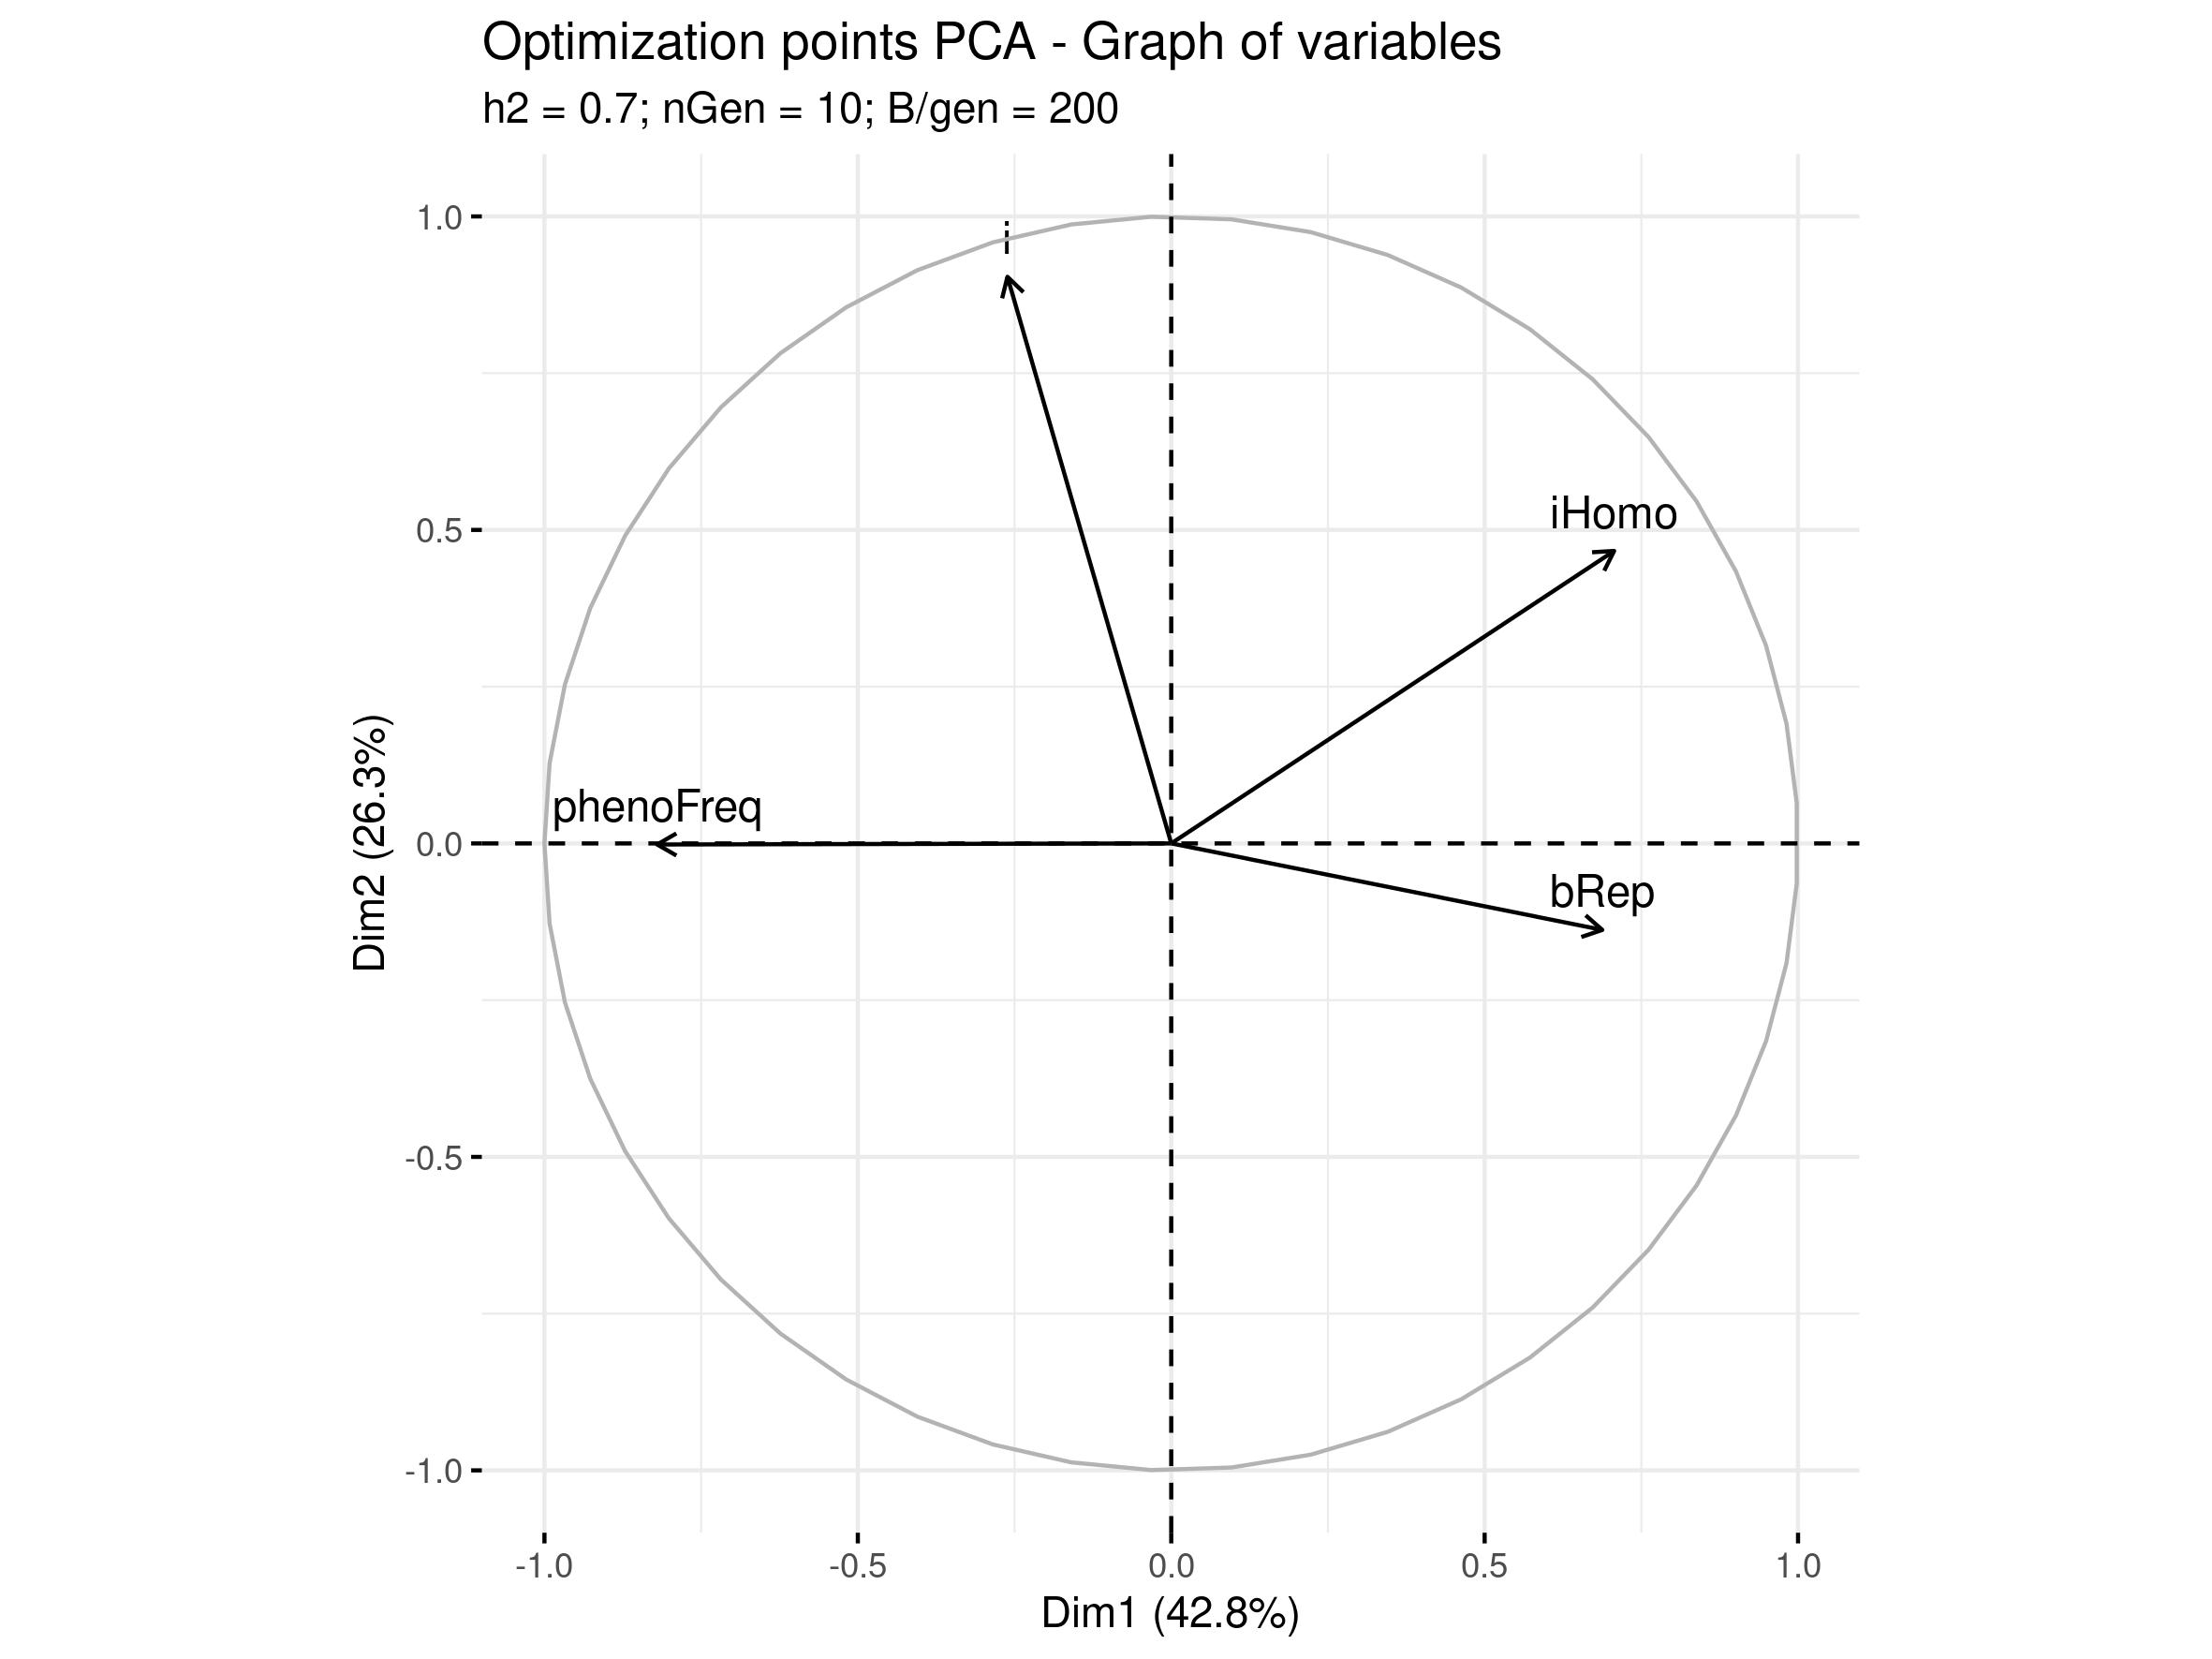 Optimization points PCA - Graph of variables
h2 = 0.7; nGen = 10; B/gen = 200
1.0
0.5
0.0
-0.5
-1.0
Dim2 (26.3%)
i
iHomo
phenoFreq
bRep
-1.0
-0.5
0.0
0.5
1.0
Dim1 (42.8%)